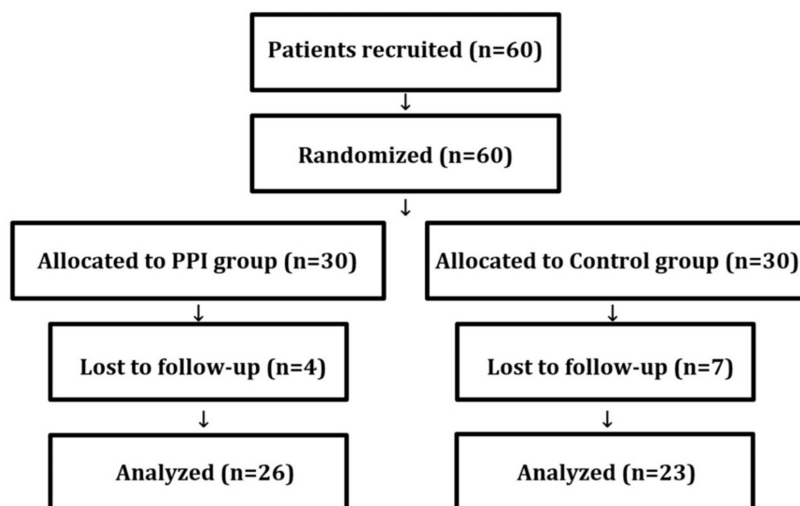 Patients recruited (n=60)
↓
Randomized (n=60)
↓
Allocated to PPI group (n=30)
Allocated to Control group (n=30)
↓
↓
Lost to follow-up (n=4)
Lost to follow-up (n=7)
↓
↓
Analyzed (n=26)
Analyzed (n=23)